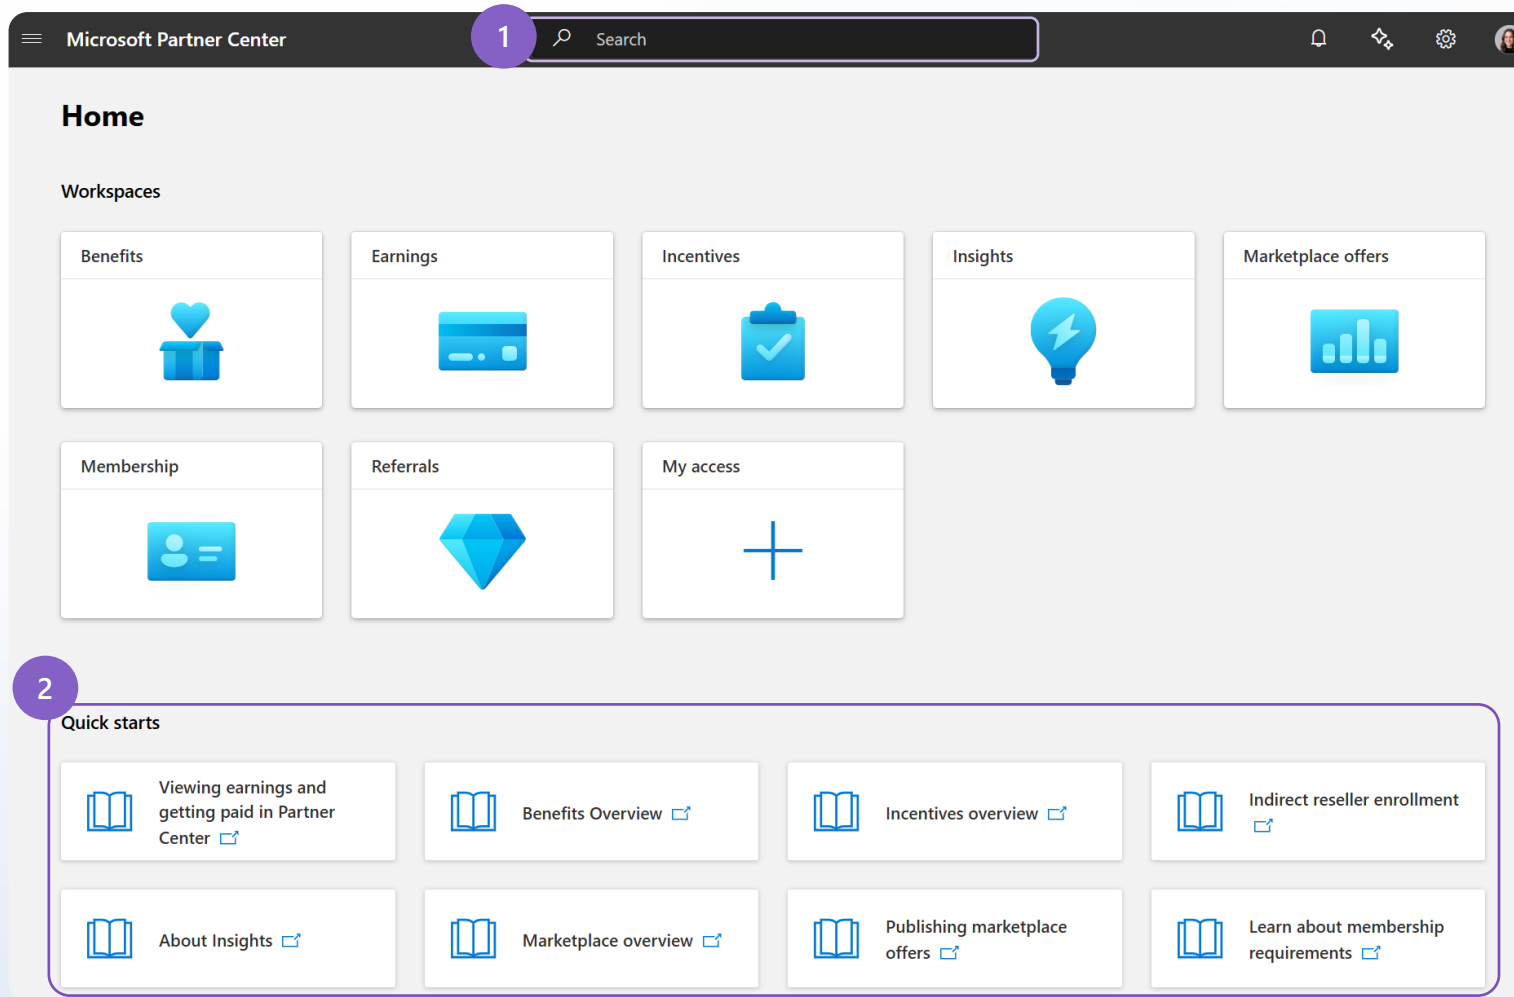 Microsoft Partner Center
1
Search
Home
Workspaces
Benefits
Earnings
Incentives
Insights
Marketplace offers
Membership
Referrals
My access
2
Quick starts
Viewing earnings and
getting paid in Partner
Center
Benefits Overview
Incentives overview
Indirect reseller enrollment
About Insights
Marketplace overview
Publishing marketplace
offers
Learn about membership
requirements